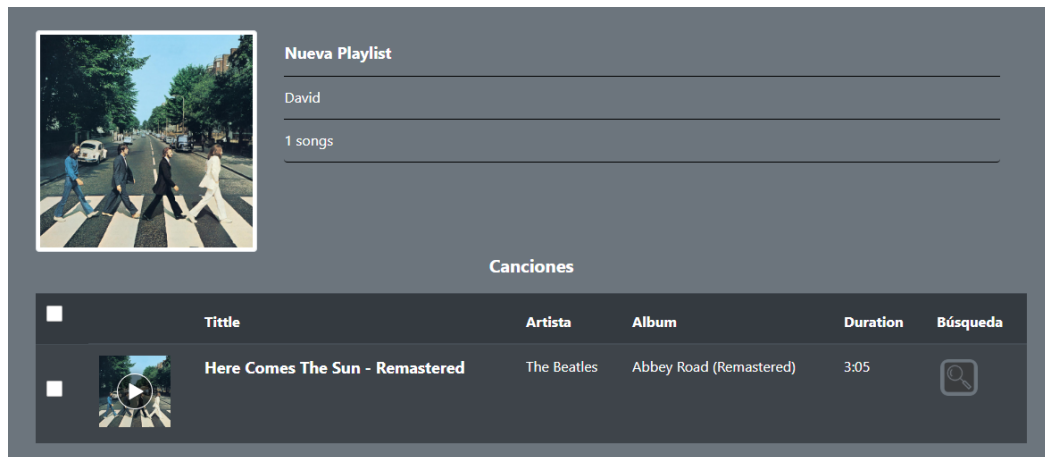 Nueva Playlist
David
1 songs
Canciones
Tittle Artista Album Duration Búsqueda
Here Comes The Sun - Remastered The Beatles Abbey Road (Remastered) 3:05